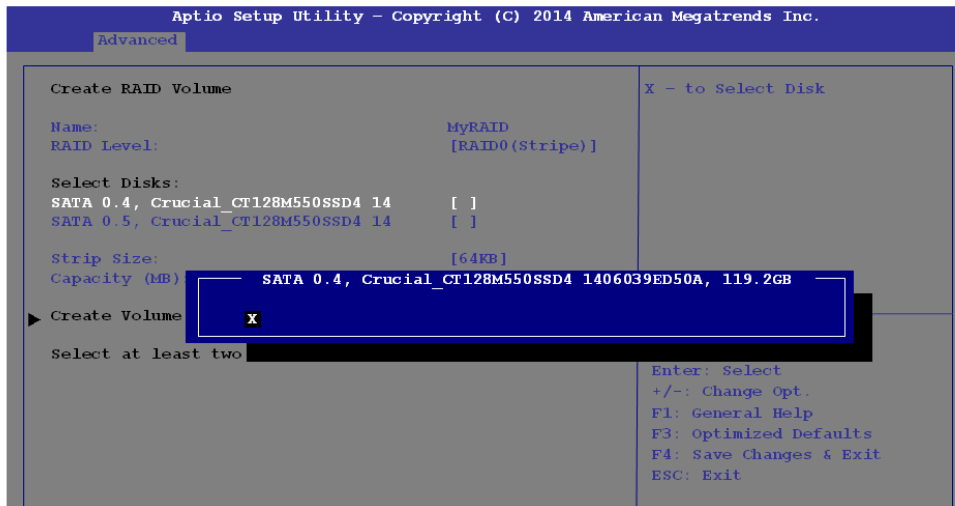 Aptio Setup Utility – Copyright (C) 2014 American Megatrends Inc.
Advanced
Create RAID Volume
X – to Select Disk
Name: MyRAID
RAID Level: [RAID0(Stripe)]
Select Disks:
SATA 0.4, Crucial_CT128M550SSD4 14 [ ]
SATA 0.5, Crucial_CT128M550SSD4 14 [ ]
Strip Size: [64KB]
Capacity (MB):
SATA 0.4, Crucial_CT128M550SSD4 1406039ED50A, 119.2GB
X
Create Volume
Select at least two
Enter: Select
+/-: Change Opt.
F1: General Help
F3: Optimized Defaults
F4: Save Changes & Exit
ESC: Exit